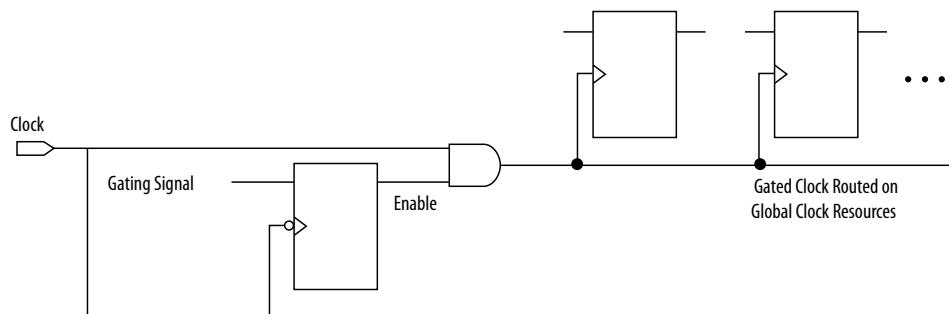 Clock
Gating Signal
Enable
Gated Clock Routed on
Global Clock Resources